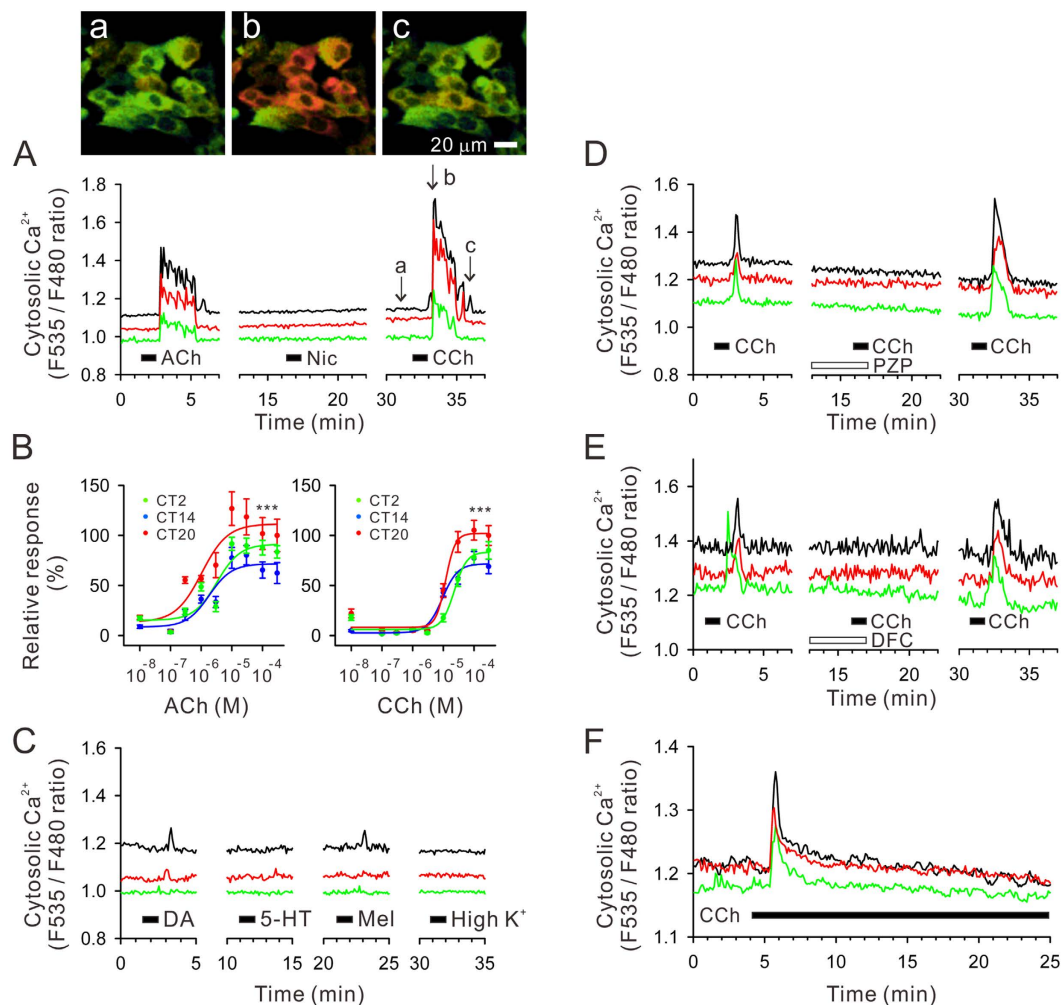 a b c
20 μm
A
Cytosolic Ca²⁺
(F535 / F480 ratio)
1.8
1.6
1.4
1.2
1.0
0.8
b
a
c
ACh
Nic
CCh
0 5 15 20 30 35
Time (min)
B
Relative response
(%)
150
100
50
0
CT2
CT14
CT20
***
10⁻⁸ 10⁻⁷ 10⁻⁶ 10⁻⁵ 10⁻⁴
ACh (M)
150
100
50
0
CT2
CT14
CT20
***
10⁻⁸ 10⁻⁷ 10⁻⁶ 10⁻⁵ 10⁻⁴
CCh (M)
C
Cytosolic Ca²⁺
(F535 / F480 ratio)
1.6
1.4
1.2
1.0
0.8
DA
5-HT
Mel
High K⁺
0 5 10 15 20 25 30 35
Time (min)
D
Cytosolic Ca²⁺
(F535 / F480 ratio)
1.6
1.4
1.2
1.0
0.8
CCh
CCh
PZP
CCh
0 5 15 20 30 35
Time (min)
E
Cytosolic Ca²⁺
(F535 / F480 ratio)
1.6
1.4
1.2
1.0
CCh
CCh
DFC
CCh
0 5 15 20 30 35
Time (min)
F
Cytosolic Ca²⁺
(F535 / F480 ratio)
1.4
1.3
1.2
1.1
CCh
0 5 10 15 20 25
Time (min)